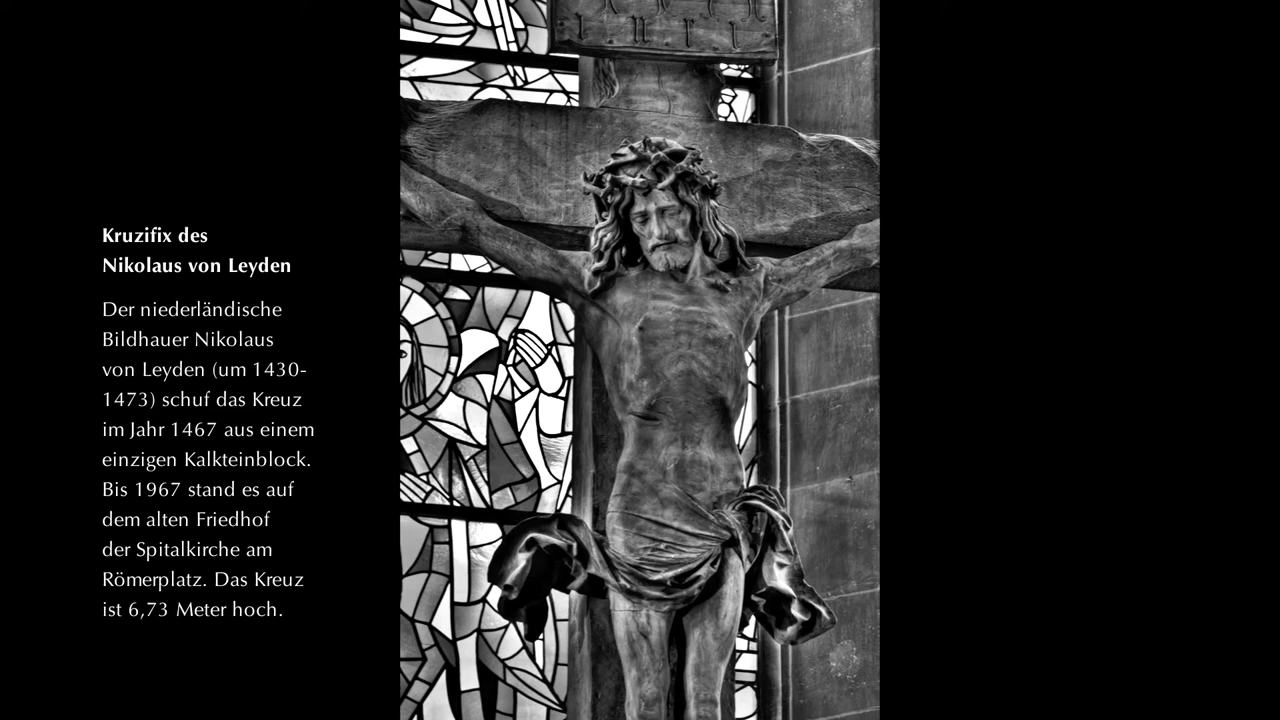 i n r i
Kruzifix des
Nikolaus von Leyden
Der niederländische
Bildhauer Nikolaus
von Leyden (um 1430-
1473) schuf das Kreuz
im Jahr 1467 aus einem
einzigen Kalkteinblock.
Bis 1967 stand es auf
dem alten Friedhof
der Spitalkirche am
Römerplatz. Das Kreuz
ist 6,73 Meter hoch.